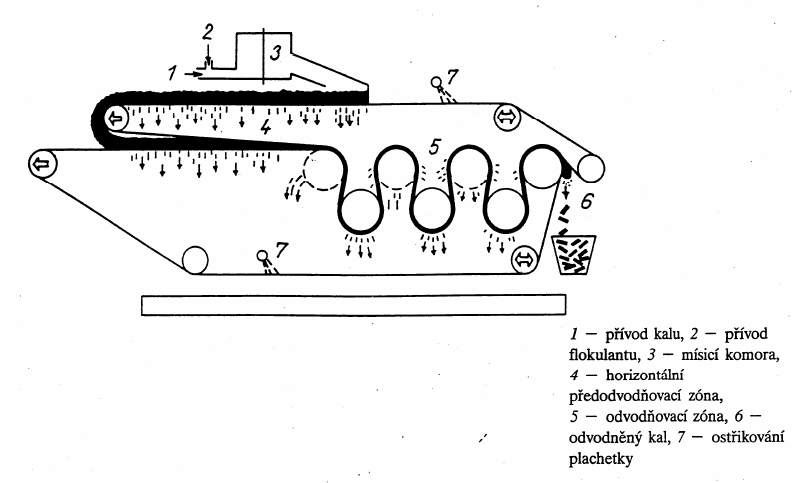 2
3
1
7
4
5
6
7
1 — přívod kalu, 2 — přívod
flokulantu, 3 — mísicí komora,
4 — horizontální
předodvodňovací zóna,
5 — odvodňovací zóna, 6 —
odvodněný kal, 7 — ostřikování
plachetky